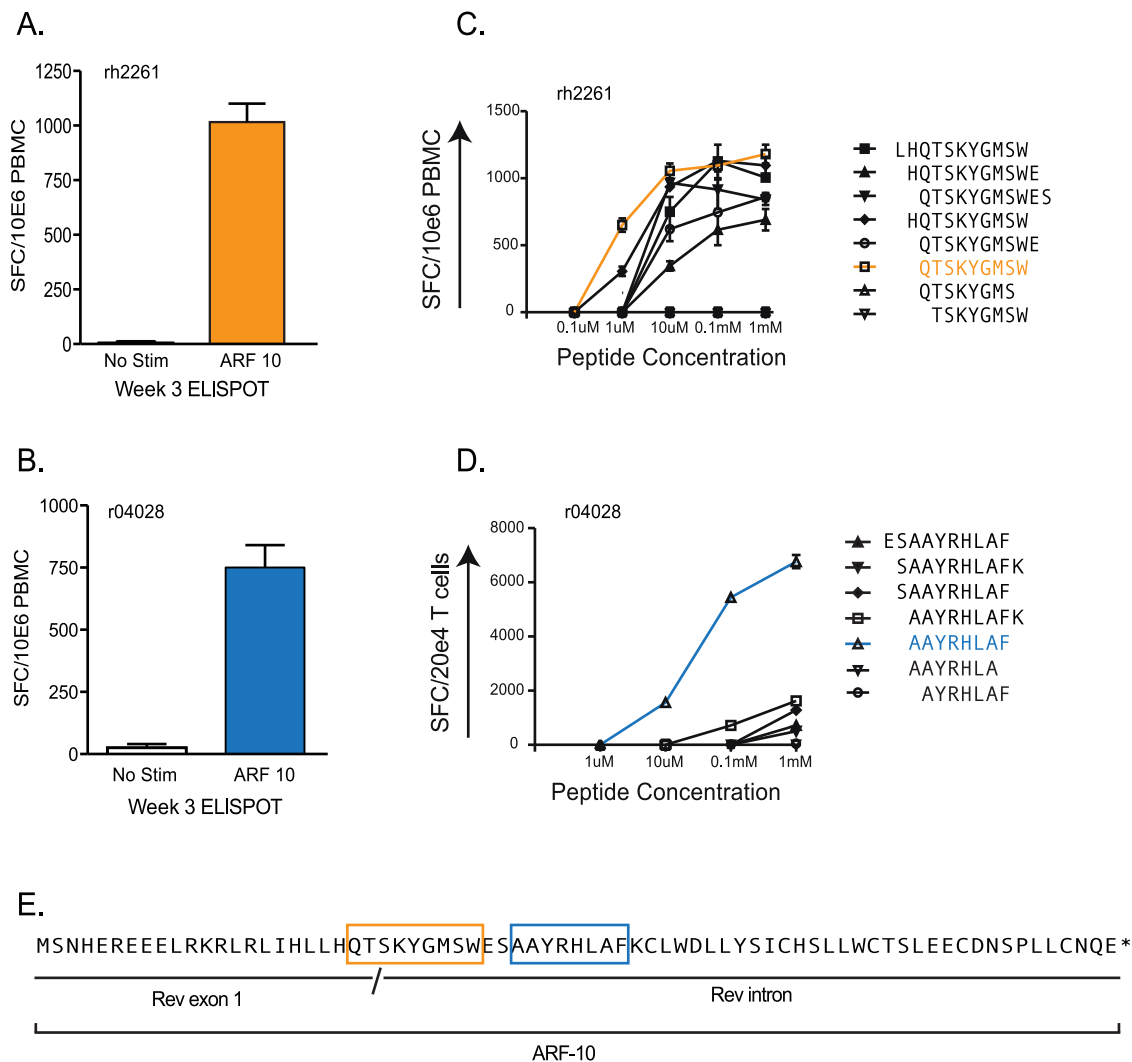 A.
rh2261
SFC/10E6 PBMC
1250
1000
750
500
250
0
No Stim
ARF 10
Week 3 ELISPOT
C.
rh2261
SFC/10e6 PBMC
1500
1000
500
0
0.1uM
1uM
10uM
0.1mM
1mM
Peptide Concentration
LHQTSKYGMSW
HQTSKYGMSWE
QTSKYGMSWES
HQTSKYGMSW
QTSKYGMSWE
QTSKYGMSW
QTSKYGMS
TSKYGMSW
B.
r04028
SFC/10E6 PBMC
1000
750
500
250
0
No Stim
ARF 10
Week 3 ELISPOT
D.
r04028
SFC/20e4 T cells
8000
6000
4000
2000
0
1uM
10uM
0.1mM
1mM
Peptide Concentration
ESAAYRHLAF
SAAYRHLAFK
SAAYRHLAF
AAYRHLAFK
AAYRHLAF
AAYRHLA
AYRHLAF
E.
MSNHEREEELRKRLRLIHLLHQTSKYGMSWESAAYRHLAFKCLWDLLYSICHSLLWCTSLEECDNSPLLCNQE*
Rev exon 1
Rev intron
ARF-10